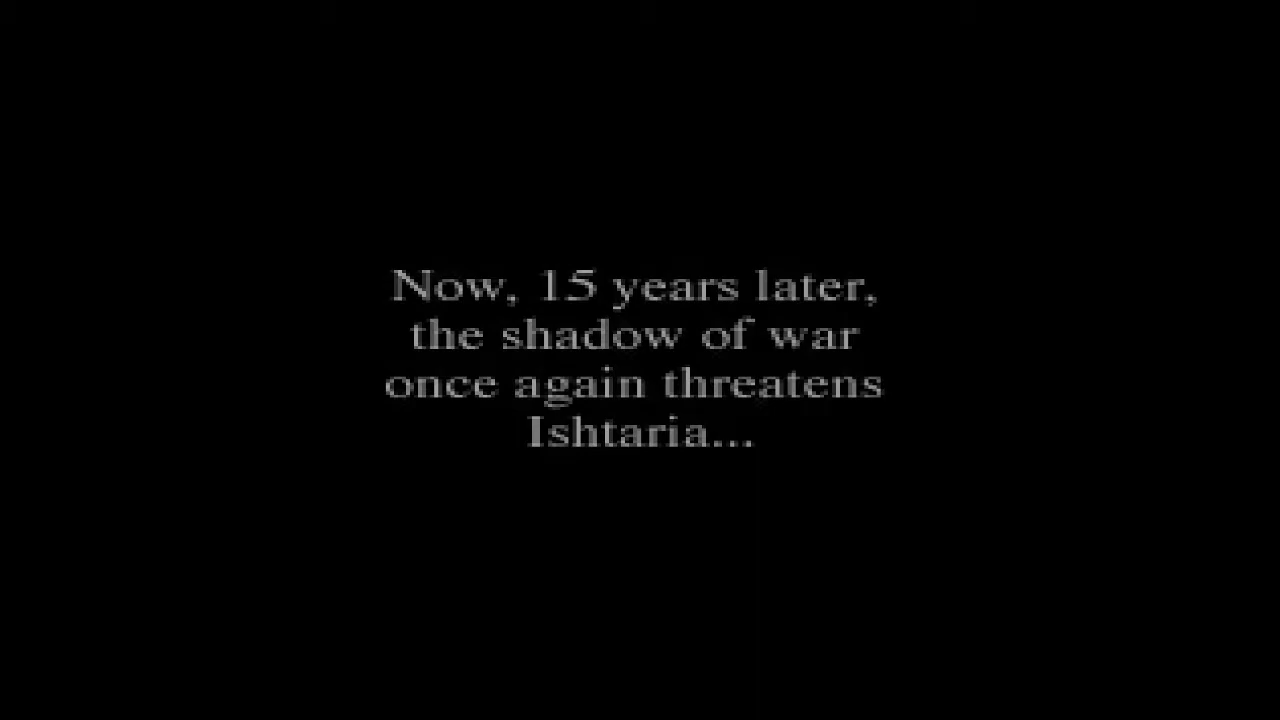 Now, 15 years later,
the shadow of war
once again threatens
Ishtaria...